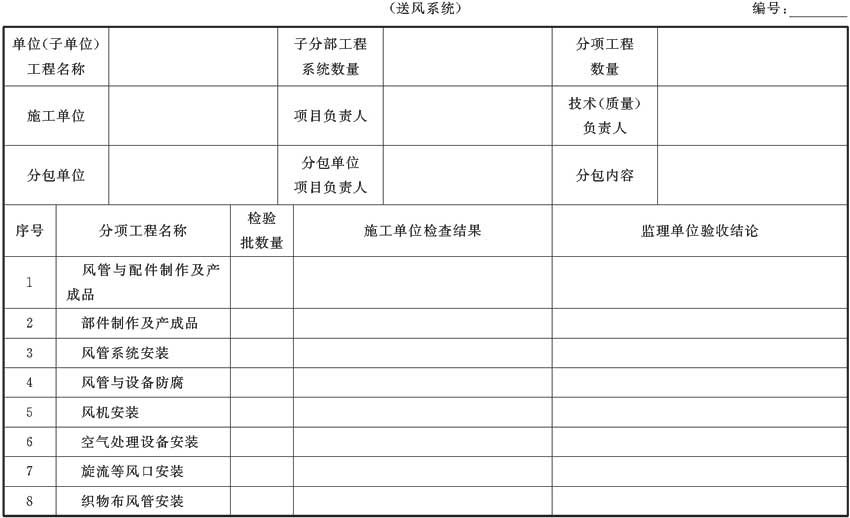 (送风系统) 编号:
单位(子单位)
工程名称
子分部工程
系统数量
分项工程
数量
施工单位
项目负责人
技术(质量)
负责人
分包单位
分包单位
项目负责人
分包内容
序号
分项工程名称
检验
批数量
施工单位检查结果
监理单位验收结论
1
风管与配件制作及产
成品
2 部件制作及产成品
3 风管系统安装
4 风管与设备防腐
5 风机安装
6 空气处理设备安装
7 旋流等风口安装
8 织物布风管安装